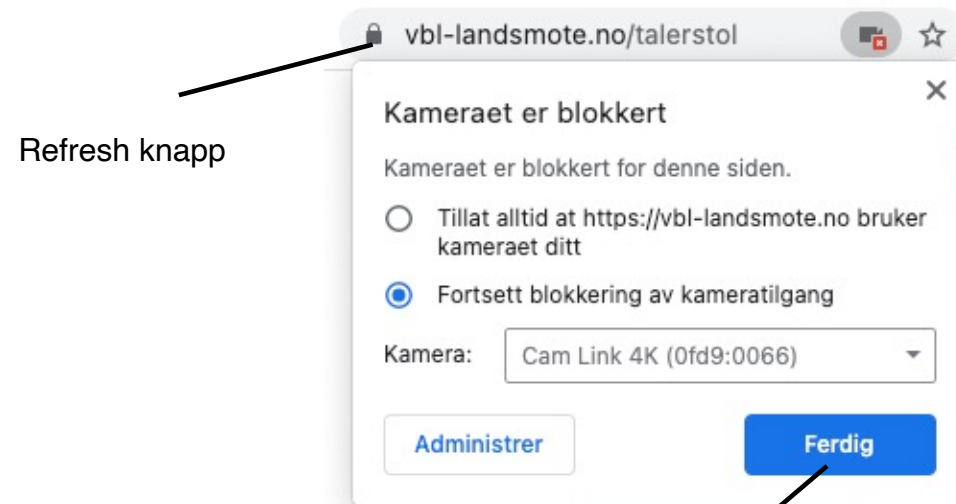 vbl-landsmote.no/talerstol
Kameraet er blokkert
Refresh knapp
Kameraet er blokkert for denne siden.
Tillat alltid at https://vbl-landsmote.no bruker
kameraet ditt
Fortsett blokkering av kameratilgang
Kamera:
Cam Link 4K (0fd9:0066)
Administrer
Ferdig